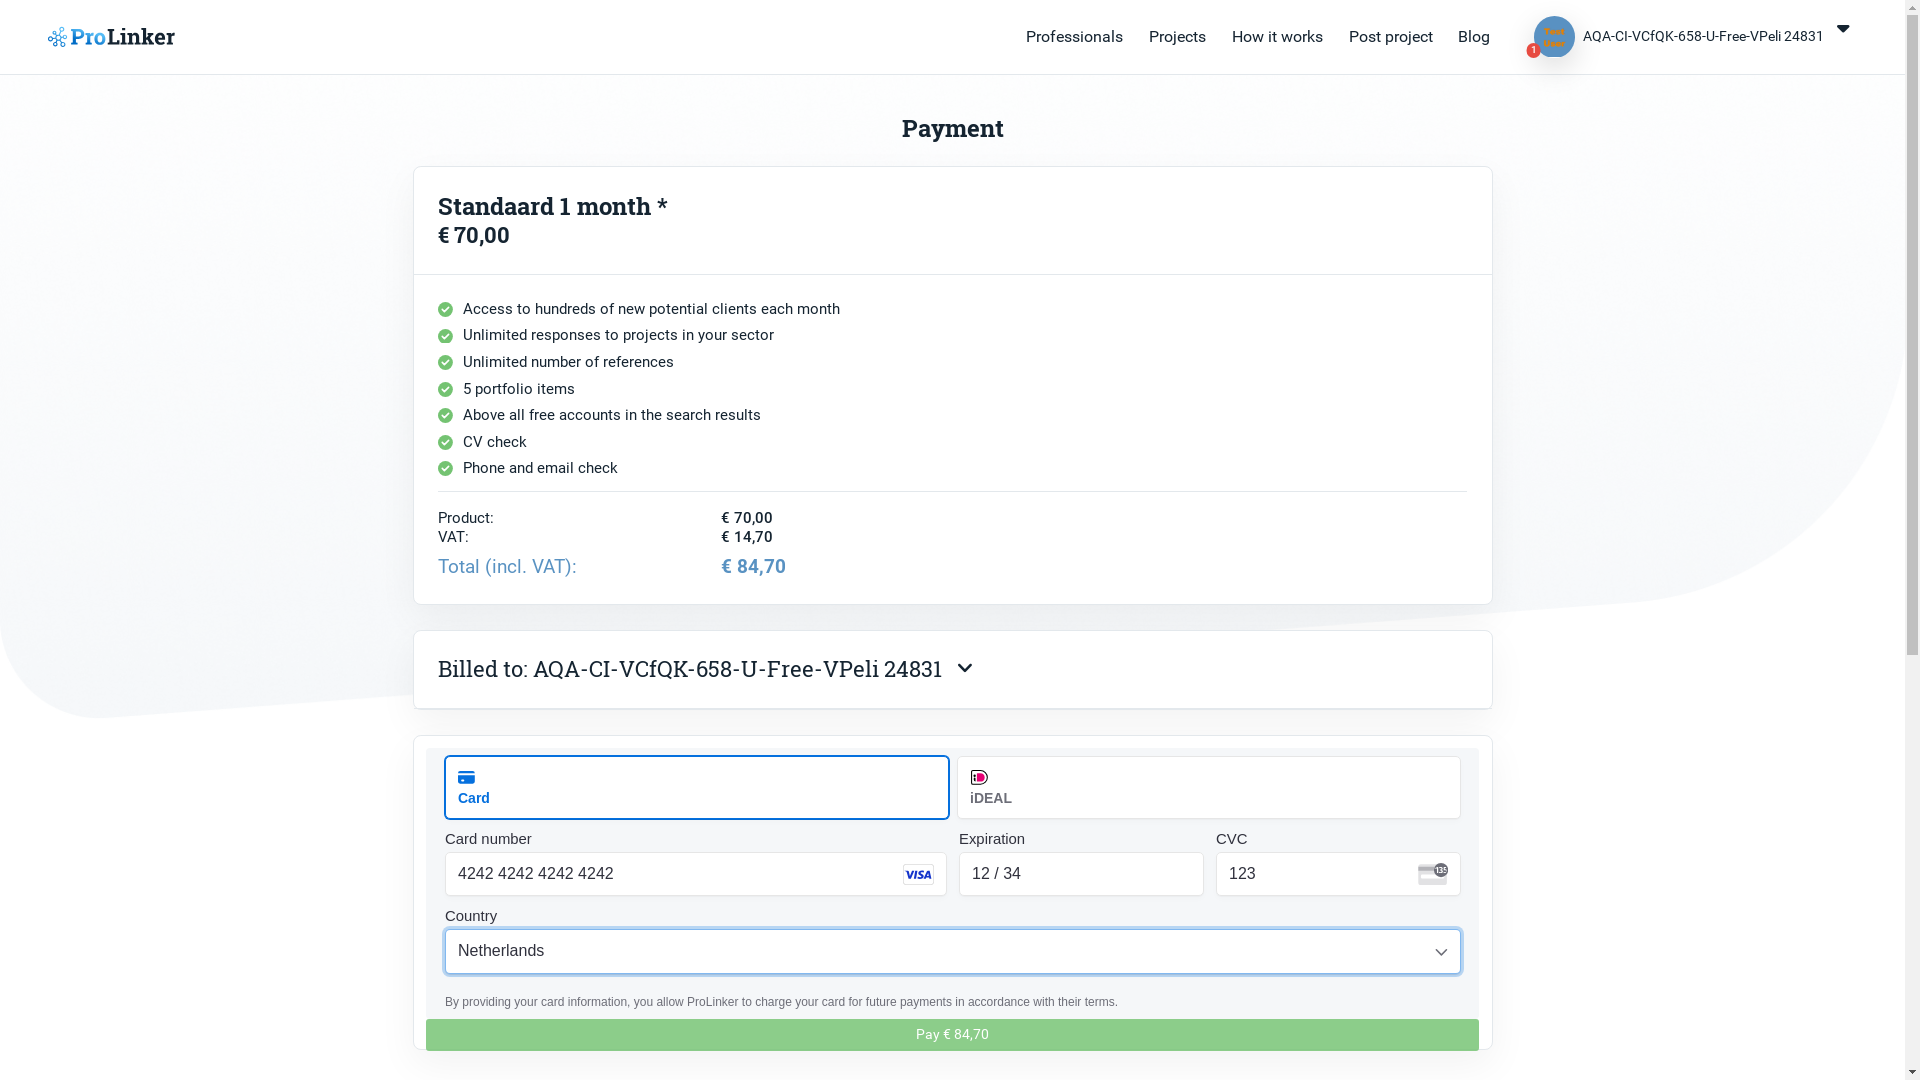 ProLinker
Professionals
Projects
How it works
Post project
Blog
Test
User
1
AQA-CI-VCfQK-658-U-Free-VPeli 24831
Payment
Standaard 1 month *
€ 70,00
Access to hundreds of new potential clients each month
Unlimited responses to projects in your sector
Unlimited number of references
5 portfolio items
Above all free accounts in the search results
CV check
Phone and email check
Product: € 70,00
VAT: € 14,70
Total (incl. VAT): € 84,70
Billed to: AQA-CI-VCfQK-658-U-Free-VPeli 24831
Card
iDEAL
Card number
Expiration
CVC
4242 4242 4242 4242
VISA
12 / 34
123
135
Country
Netherlands
By providing your card information, you allow ProLinker to charge your card for future payments in accordance with their terms.
Pay € 84,70